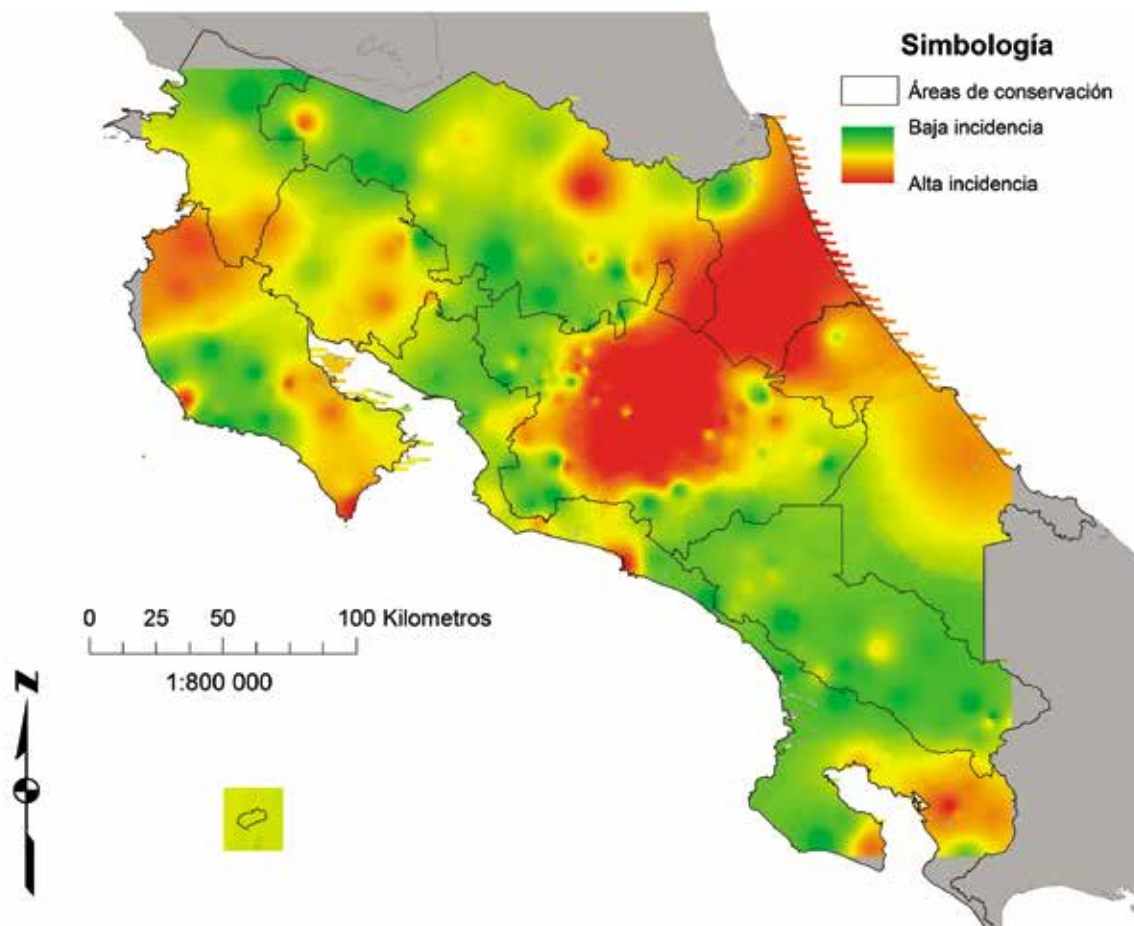 Simbología
Áreas de conservación
Baja incidencia
Alta incidencia
0 25 50 100 Kilometros
1:800 000
N